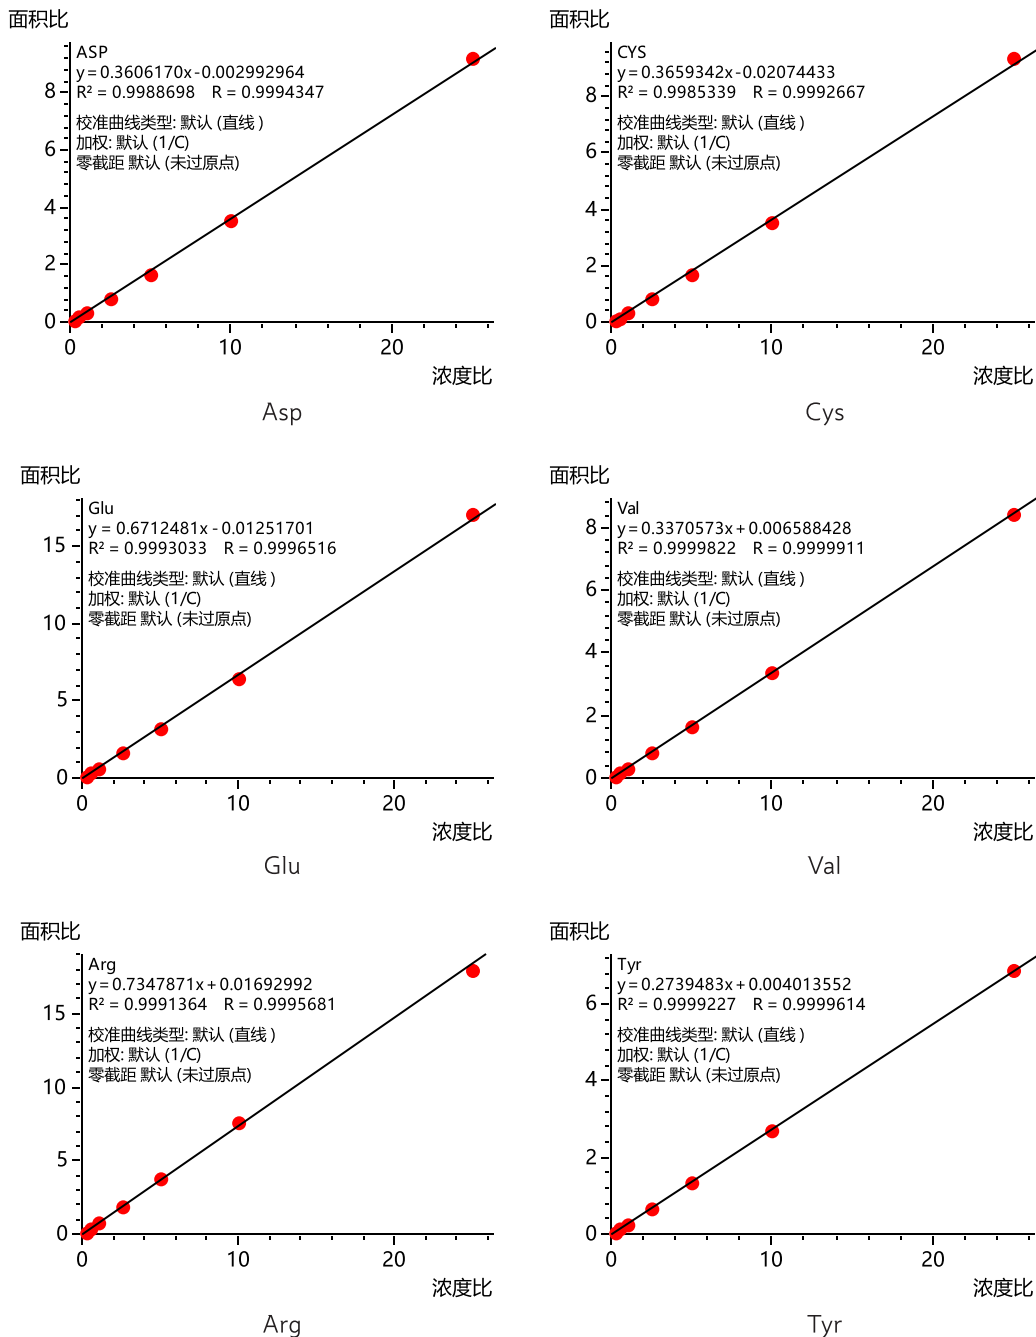 面积比
ASP
y = 0.3606170x - 0.002992964
R² = 0.9988698 R = 0.9994347
校准曲线类型: 默认 (直线 )
加权: 默认 (1/C)
零截距 默认 (未过原点)
8
6
4
2
0
0 10 20
浓度比
Asp
面积比
CYS
y = 0.3659342x - 0.02074433
R² = 0.9985339 R = 0.9992667
校准曲线类型: 默认 (直线 )
加权: 默认 (1/C)
零截距 默认 (未过原点)
8
6
4
2
0
0 10 20
浓度比
Cys
面积比
Glu
y = 0.6712481x - 0.01251701
R² = 0.9993033 R = 0.9996516
校准曲线类型: 默认 (直线 )
加权: 默认 (1/C)
零截距 默认 (未过原点)
15
10
5
0
0 10 20
浓度比
Glu
面积比
Val
y = 0.3370573x + 0.006588428
R² = 0.9999822 R = 0.9999911
校准曲线类型: 默认 (直线 )
加权: 默认 (1/C)
零截距 默认 (未过原点)
8
6
4
2
0
0 10 20
浓度比
Val
面积比
Arg
y = 0.7347871x + 0.01692992
R² = 0.9991364 R = 0.9995681
校准曲线类型: 默认 (直线 )
加权: 默认 (1/C)
零截距 默认 (未过原点)
15
10
5
0
0 10 20
浓度比
Arg
面积比
Tyr
y = 0.2739483x + 0.004013552
R² = 0.9999227 R = 0.9999614
校准曲线类型: 默认 (直线 )
加权: 默认 (1/C)
零截距 默认 (未过原点)
6
4
2
0
0 10 20
浓度比
Tyr